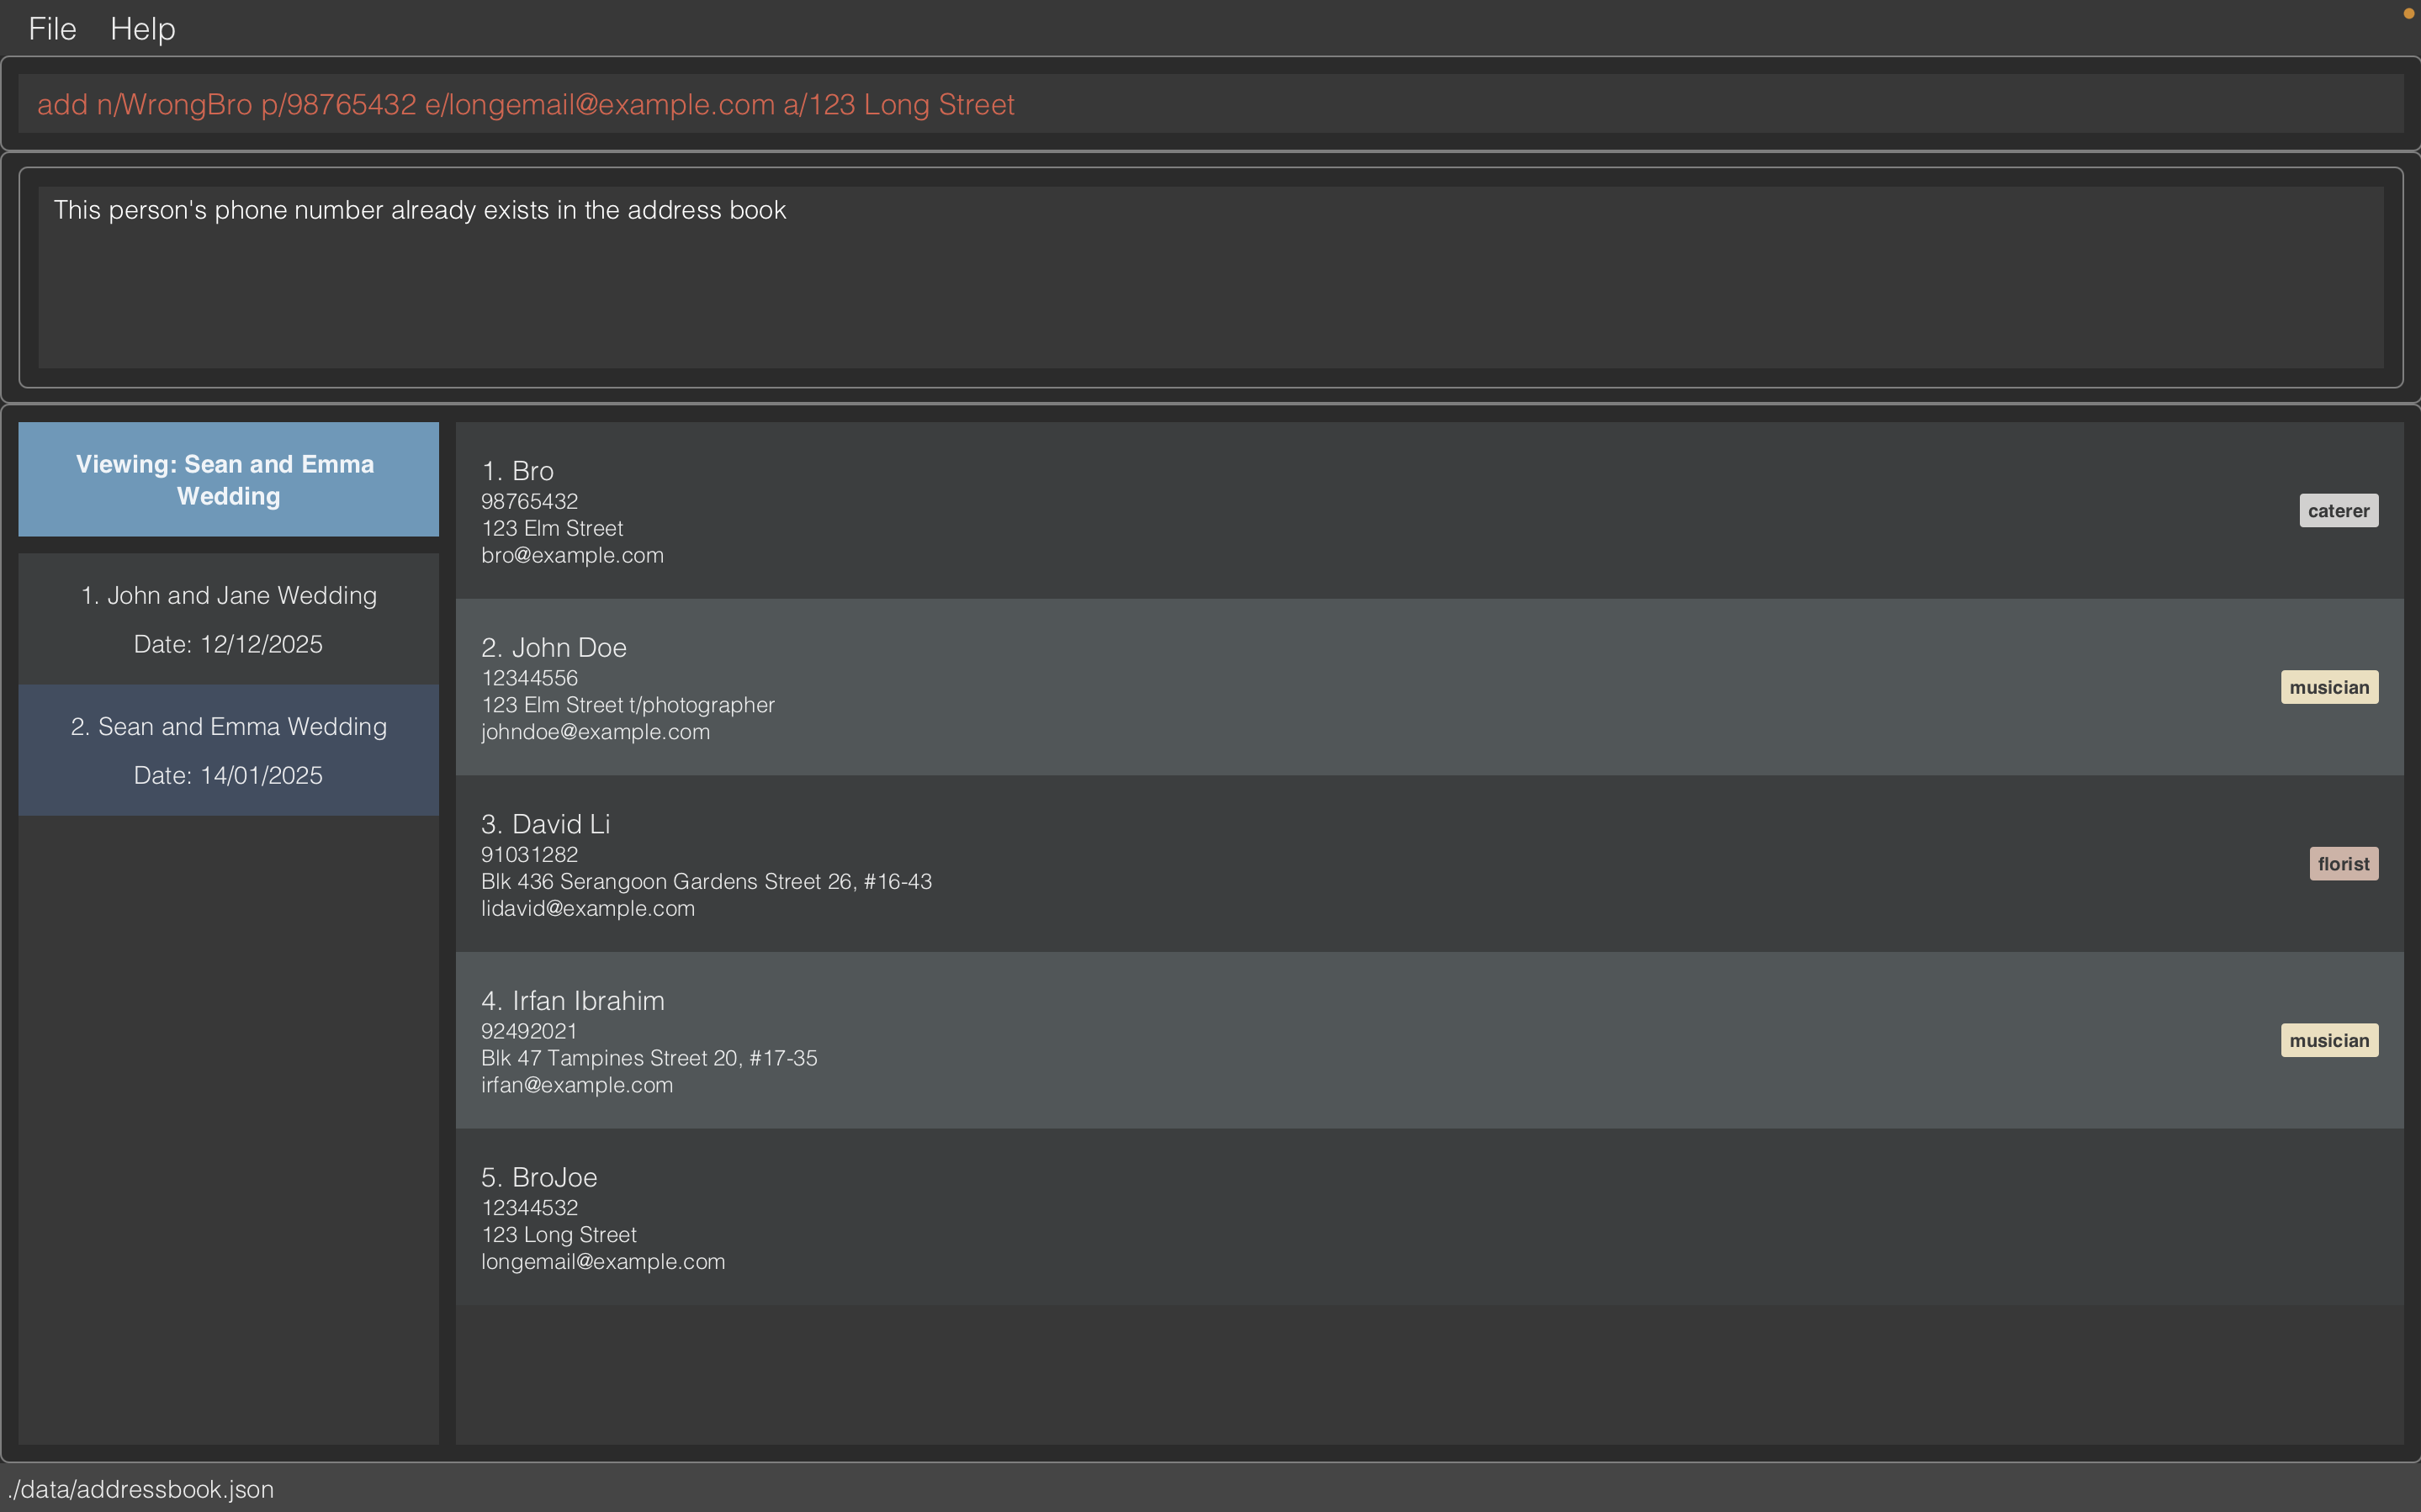 File Help
add n/WrongBro p/98765432 e/longemail@example.com a/123 Long Street
This person's phone number already exists in the address book
Viewing: Sean and Emma
Wedding
1. John and Jane Wedding
Date: 12/12/2025
2. Sean and Emma Wedding
Date: 14/01/2025
1. Bro
98765432
123 Elm Street
bro@example.com
caterer
2. John Doe
12344556
123 Elm Street t/photographer
johndoe@example.com
musician
3. David Li
91031282
Blk 436 Serangoon Gardens Street 26, #16-43
lidavid@example.com
florist
4. Irfan Ibrahim
92492021
Blk 47 Tampines Street 20, #17-35
irfan@example.com
musician
5. BroJoe
12344532
123 Long Street
longemail@example.com
./data/addressbook.json